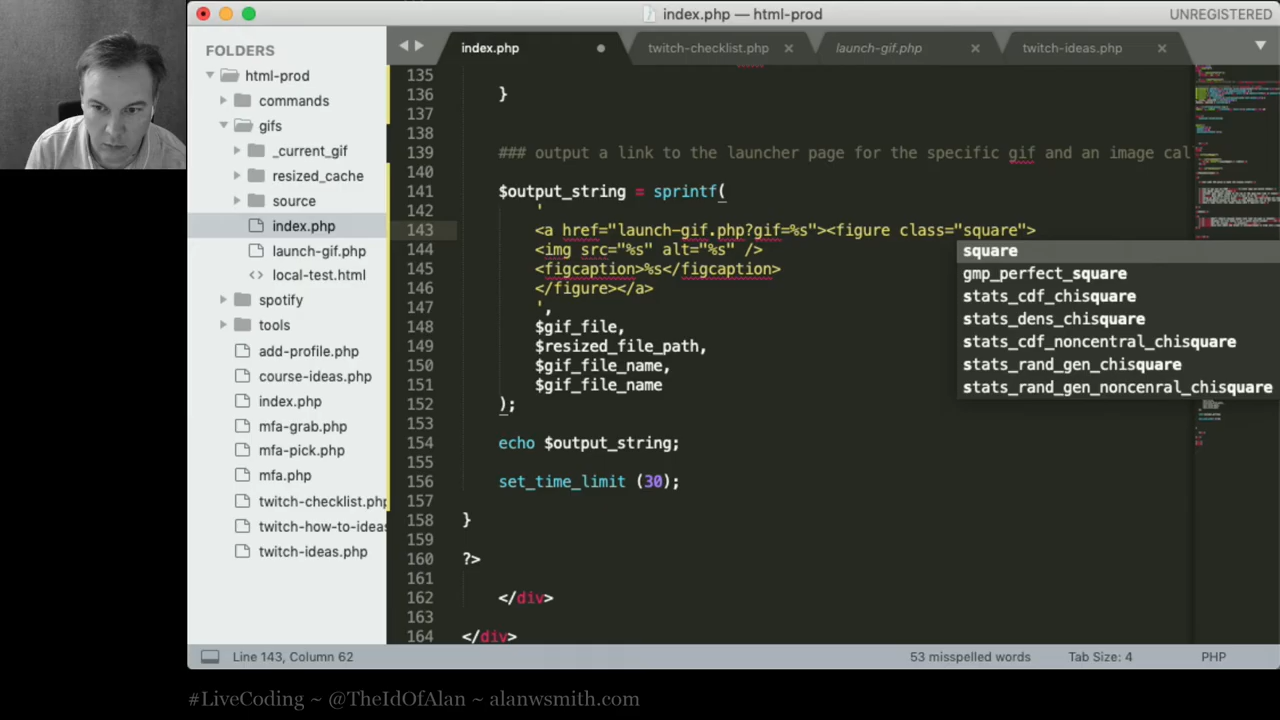 index.php — html-prod
UNREGISTERED
FOLDERS
html-prod
commands
gifs
_current_gif
resized_cache
source
index.php
launch-gif.php
local-test.html
spotify
tools
add-profile.php
course-ideas.php
index.php
mfa-grab.php
mfa-pick.php
mfa.php
twitch-checklist.php
twitch-how-to-ideas
twitch-ideas.php
index.php
twitch-checklist.php
launch-gif.php
twitch-ideas.php
135
136 }
137
138
139 ### output a link to the launcher page for the specific gif and an image cal
140
141 $output_string = sprintf(
142 '
143 <a href="launch-gif.php?gif=%s"><figure class="square">
144 <img src="%s" alt="%s" />
145 <figcaption>%s</figcaption>
146 </figure></a>
147 ',
148 $gif_file,
149 $resized_file_path,
150 $gif_file_name,
151 $gif_file_name
152 );
153
154 echo $output_string;
155
156 set_time_limit (30);
157
158 }
159
160 ?>
161
162 </div>
163
164 </div>
square
gmp_perfect_square
stats_cdf_chisquare
stats_dens_chisquare
stats_cdf_noncentral_chisquare
stats_rand_gen_chisquare
stats_rand_gen_noncenral_chisquare
Line 143, Column 62
53 misspelled words
Tab Size: 4
PHP
#LiveCoding ~ @TheIdOfAlan ~ alanwsmith.com